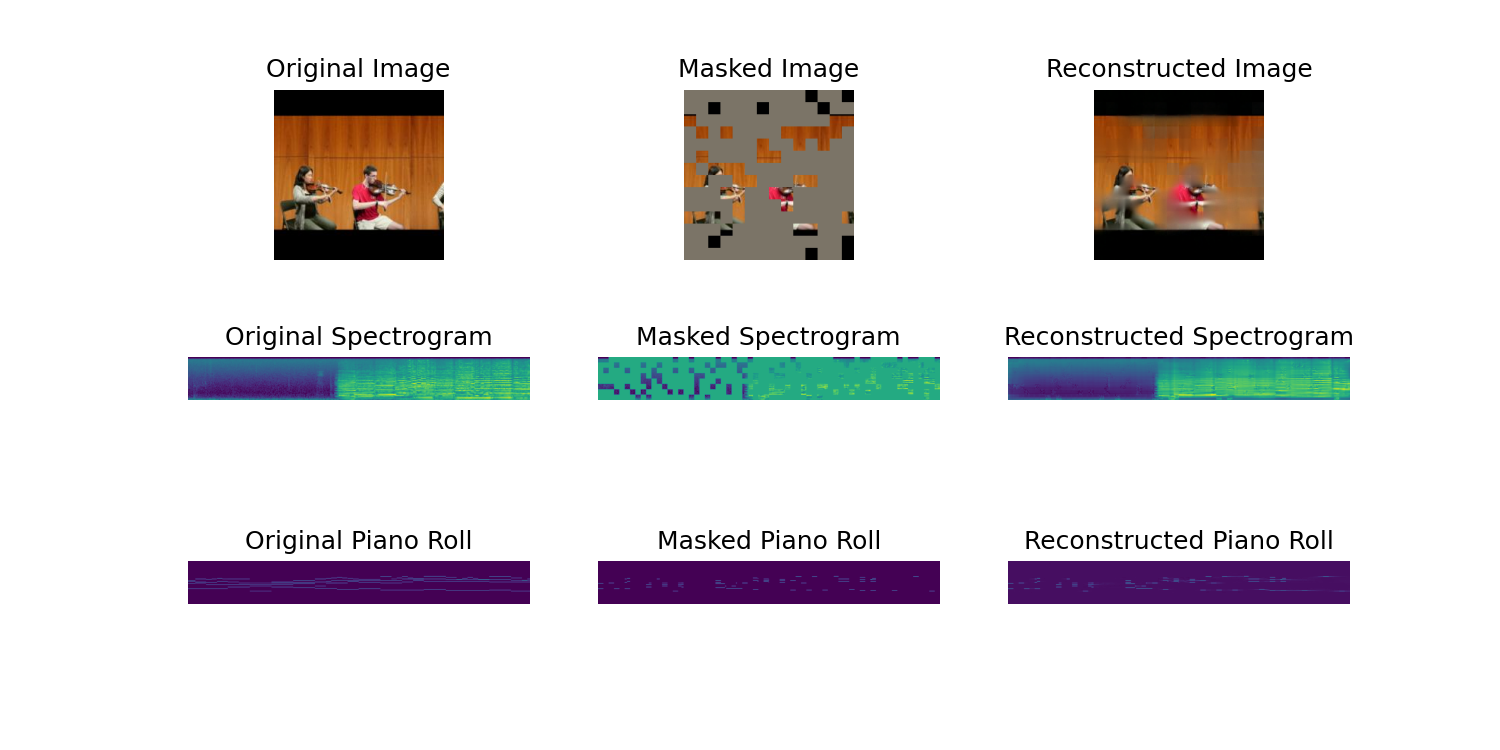 Original Image
Masked Image
Reconstructed Image
Original Spectrogram
Masked Spectrogram
Reconstructed Spectrogram
Original Piano Roll
Masked Piano Roll
Reconstructed Piano Roll